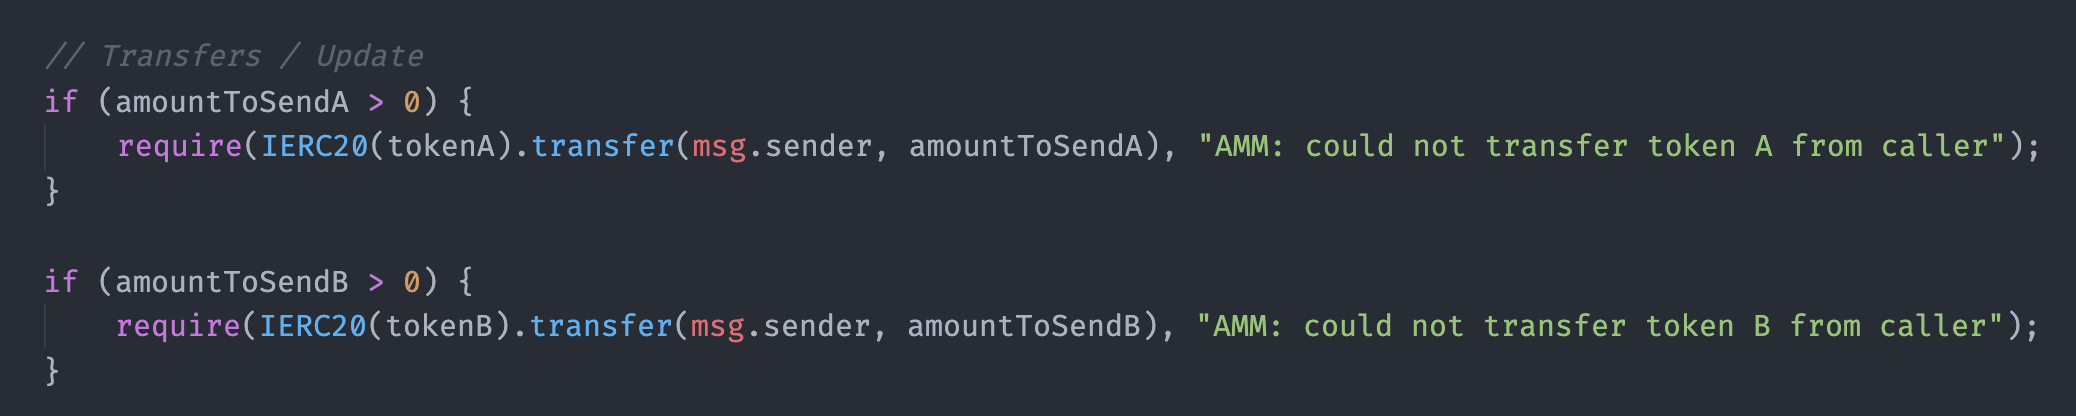 // Transfers / Update
if (amountToSendA > 0) {
require(IERC20(tokenA).transfer(msg.sender, amountToSendA), "AMM: could not transfer token A from caller");
}
if (amountToSendB > 0) {
require(IERC20(tokenB).transfer(msg.sender, amountToSendB), "AMM: could not transfer token B from caller");
}